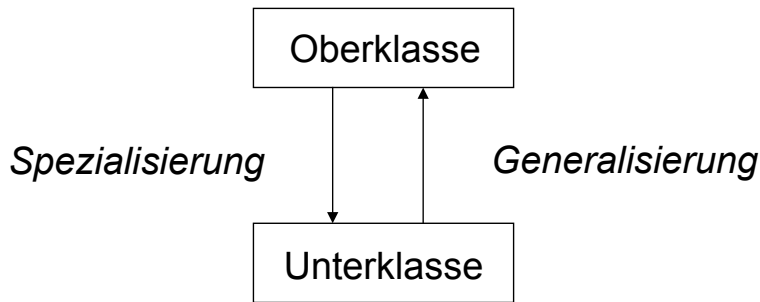 Oberklasse
Spezialisierung
Generalisierung
Unterklasse